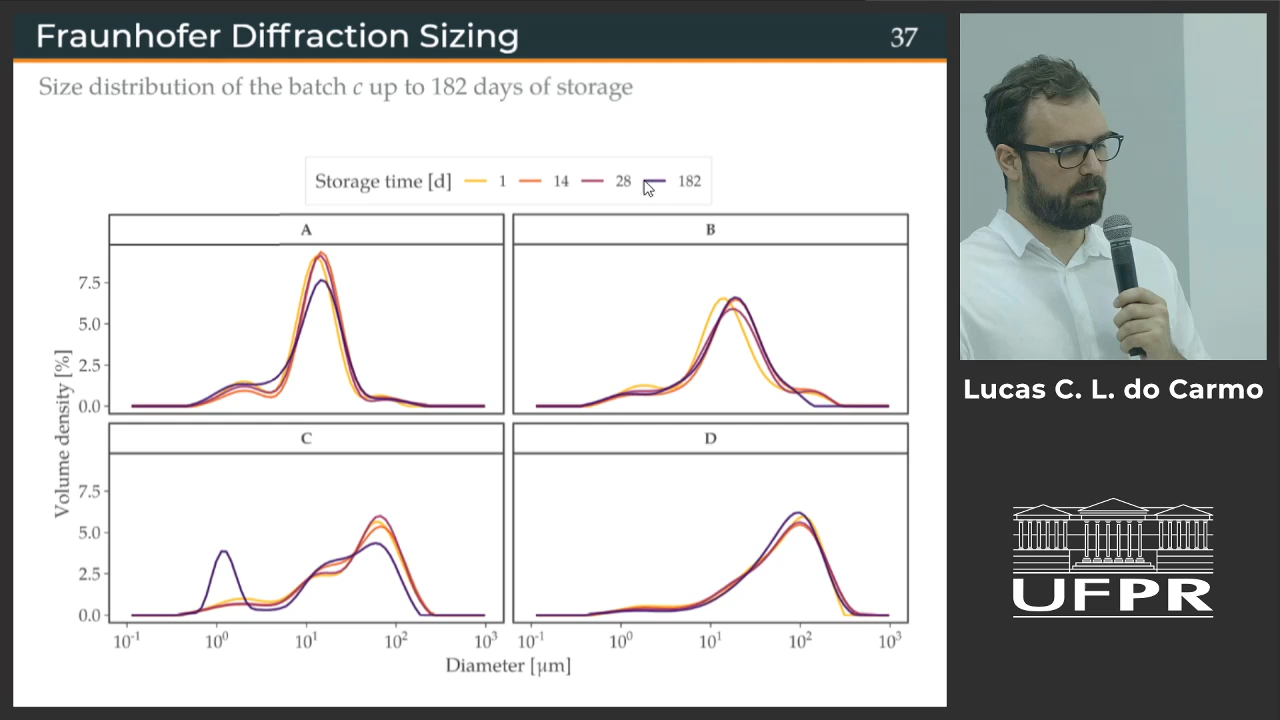 Fraunhofer Diffraction Sizing
37
Size distribution of the batch c up to 182 days of storage
Storage time [d] 1 14 28 182
A
B
7.5
5.0
2.5
0.0
C
D
7.5
5.0
2.5
0.0
Volume density [%]
10⁻¹ 10⁰ 10¹ 10² 10³
10⁻¹ 10⁰ 10¹ 10² 10³
Diameter [µm]
Lucas C. L. do Carmo
UFPR